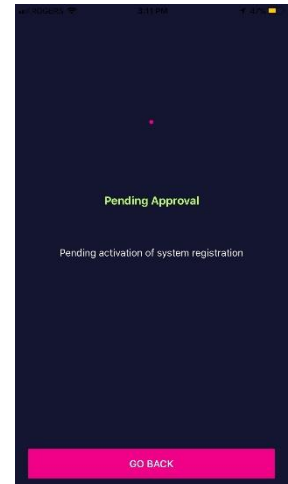 Pending Approval
Pending activation of system registration
GO BACK